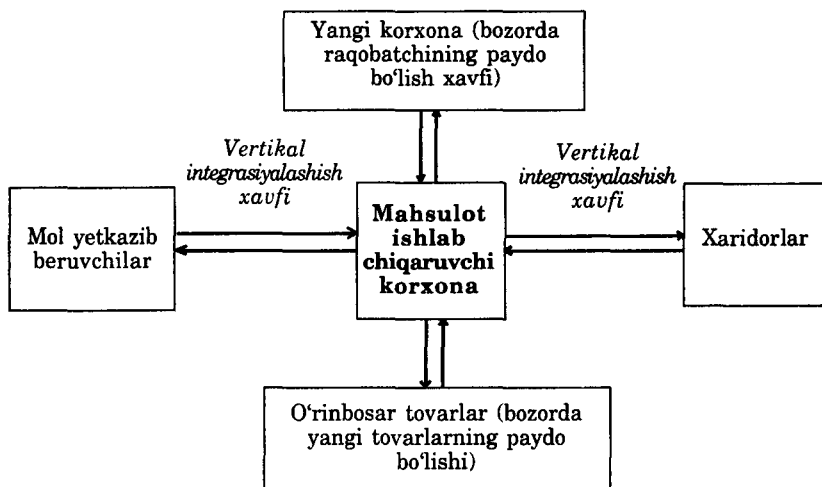 Yangi korxona (bozorda
raqobatchining paydo
bo‘lish xavfi)
Vertikal
integrasiyalashish
xavfi
Vertikal
integrasiyalashish
xavfi
Mol yetkazib
beruvchilar
Mahsulot
ishlab
chiqaruvchi
korxona
Xaridorlar
O‘rinbosar tovarlar (bozorda
yangi tovarlarning paydo
bo‘lishi)